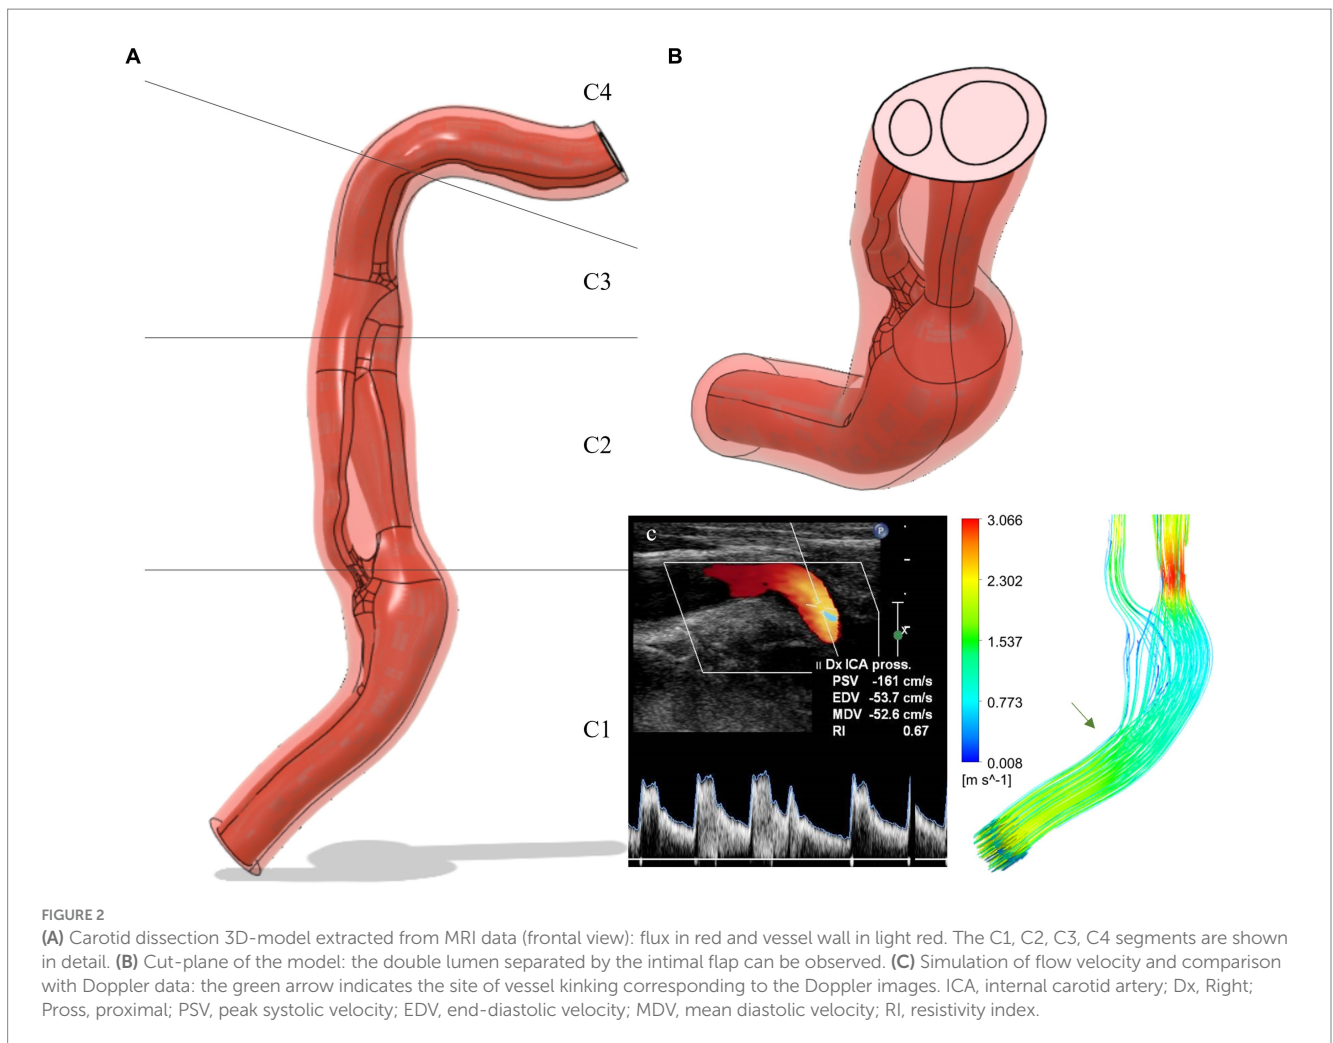 A
B
C4
C3
C2
C1
c
P
x
II Dx ICA pross.
PSV -161 cm/s
EDV -53.7 cm/s
MDV -52.6 cm/s
RI 0.67
3.066
2.302
1.537
0.773
0.008
[m s^-1]
FIGURE 2
(A) Carotid dissection 3D-model extracted from MRI data (frontal view): flux in red and vessel wall in light red. The C1, C2, C3, C4 segments are shown
in detail. (B) Cut-plane of the model: the double lumen separated by the intimal flap can be observed. (C) Simulation of flow velocity and comparison
with Doppler data: the green arrow indicates the site of vessel kinking corresponding to the Doppler images. ICA, internal carotid artery; Dx, Right;
Pross, proximal; PSV, peak systolic velocity; EDV, end-diastolic velocity; MDV, mean diastolic velocity; RI, resistivity index.